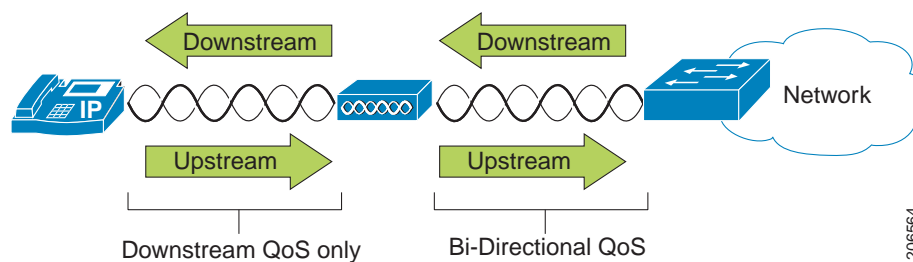 Downstream
Downstream
IP
Network
Upstream
Upstream
Downstream QoS only
Bi-Directional QoS
206564